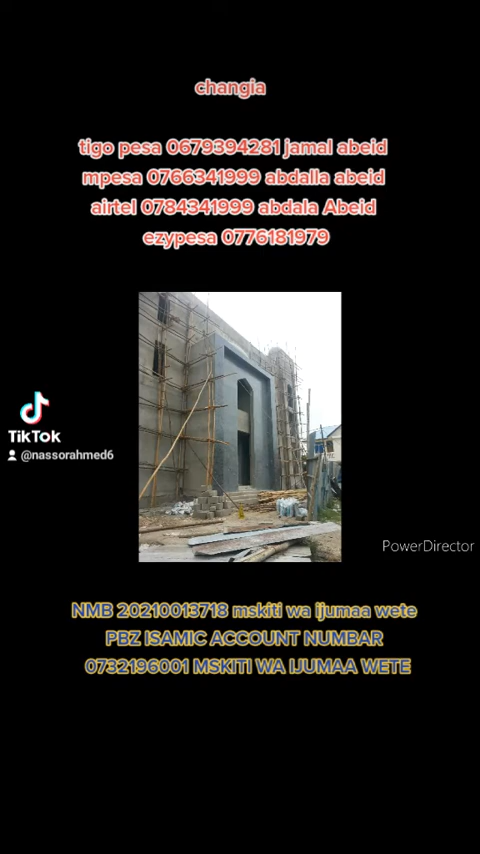 changia
tigo pesa 0679394281 jamal abeid
mpesa 0766341999 abdalla abeid
airtel 0784341999 abdala Abeid
ezypesa 0776181979
TikTok
@nassorahmed6
PowerDirector
NMB 20210013718 mskiti wa ijumaa wete
PBZ ISAMIC ACCOUNT NUMBAR
0732196001 MSKITI WA IJUMAA WETE